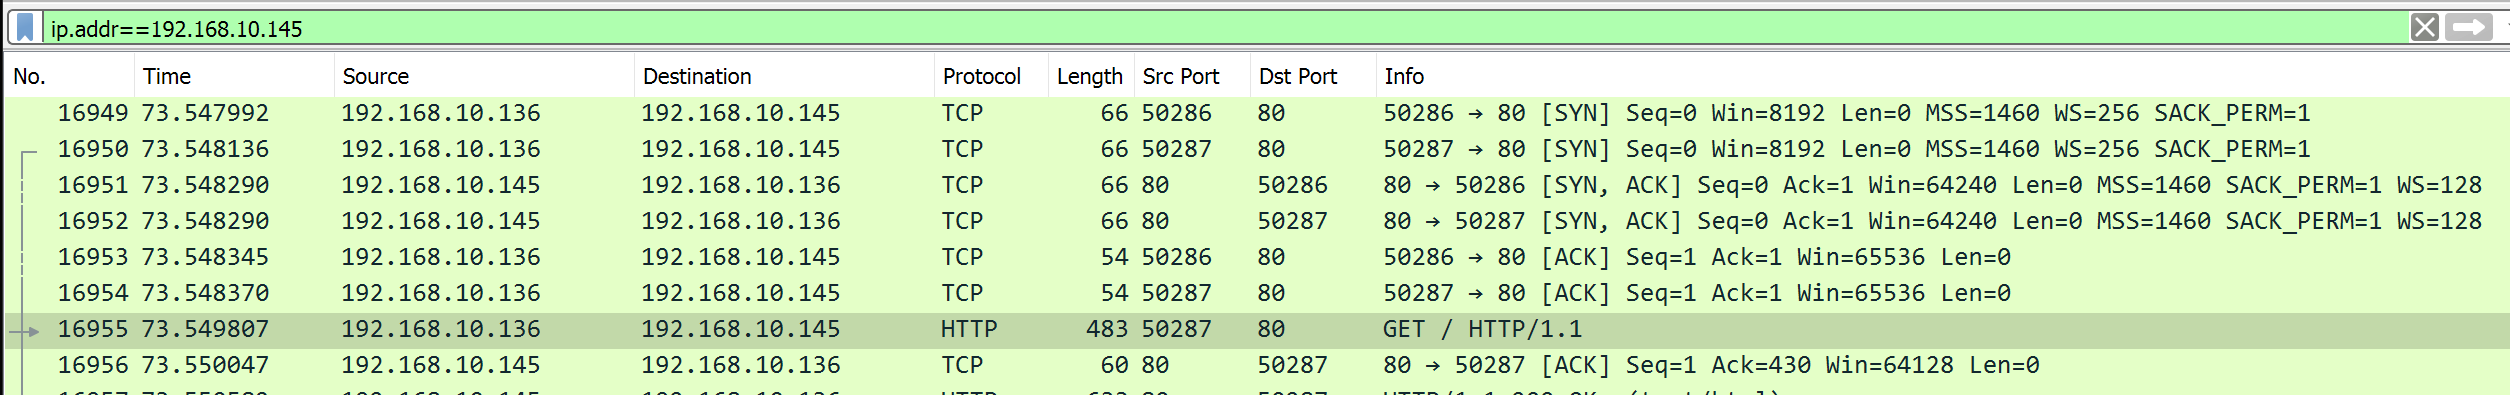 ip.addr==192.168.10.145
No. Time Source Destination Protocol Length Src Port Dst Port Info
16949 73.547992 192.168.10.136 192.168.10.145 TCP 66 50286 80 50286 → 80 [SYN] Seq=0 Win=8192 Len=0 MSS=1460 WS=256 SACK_PERM=1
16950 73.548136 192.168.10.136 192.168.10.145 TCP 66 50287 80 50287 → 80 [SYN] Seq=0 Win=8192 Len=0 MSS=1460 WS=256 SACK_PERM=1
16951 73.548290 192.168.10.145 192.168.10.136 TCP 66 80 50286 80 → 50286 [SYN, ACK] Seq=0 Ack=1 Win=64240 Len=0 MSS=1460 SACK_PERM=1 WS=128
16952 73.548290 192.168.10.145 192.168.10.136 TCP 66 80 50287 80 → 50287 [SYN, ACK] Seq=0 Ack=1 Win=64240 Len=0 MSS=1460 SACK_PERM=1 WS=128
16953 73.548345 192.168.10.136 192.168.10.145 TCP 54 50286 80 50286 → 80 [ACK] Seq=1 Ack=1 Win=65536 Len=0
16954 73.548370 192.168.10.136 192.168.10.145 TCP 54 50287 80 50287 → 80 [ACK] Seq=1 Ack=1 Win=65536 Len=0
16955 73.549807 192.168.10.136 192.168.10.145 HTTP 483 50287 80 GET / HTTP/1.1
16956 73.550047 192.168.10.145 192.168.10.136 TCP 60 80 50287 80 → 50287 [ACK] Seq=1 Ack=430 Win=64128 Len=0